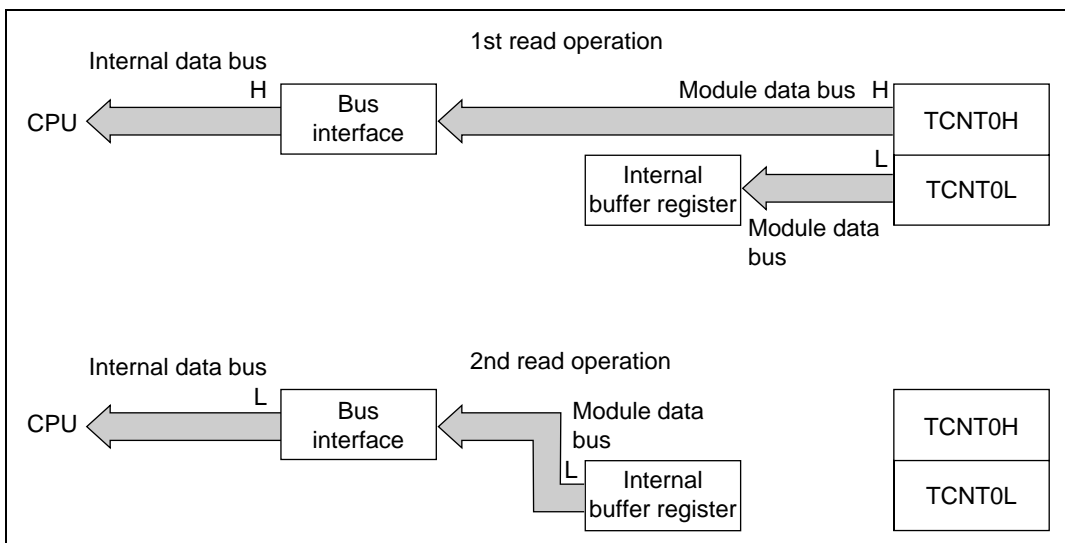 1st read operation
Internal data bus
H
Module data bus H
CPU
Bus
interface
TCNT0H
L
Internal
buffer register
TCNT0L
Module data
bus
2nd read operation
Internal data bus
L
CPU
Bus
interface
Module data
bus
L
Internal
buffer register
TCNT0H
TCNT0L